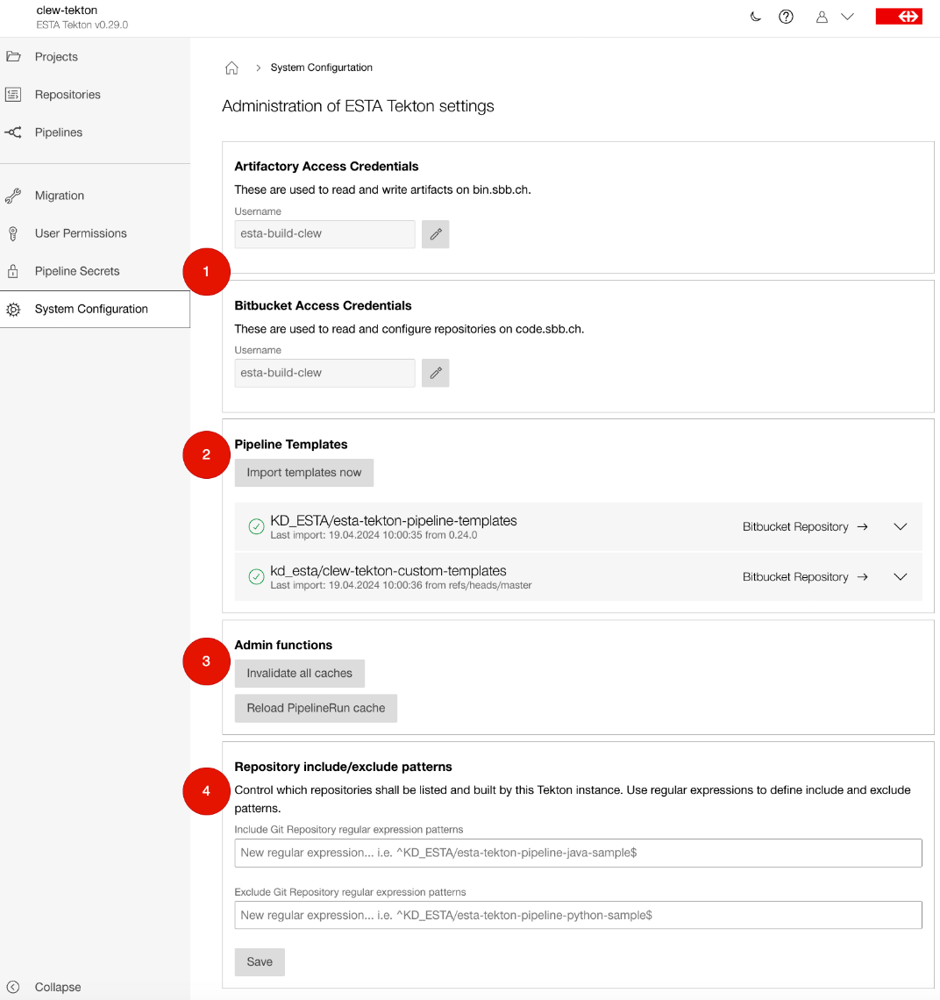 clew-tekton
ESTA Tekton v0.29.0
Projects
Repositories
Pipelines
Migration
User Permissions
Pipeline Secrets
System Configuration
Collapse
System Configurtation
Administration of ESTA Tekton settings
1
Artifactory Access Credentials
These are used to read and write artifacts on bin.sbb.ch.
Username
esta-build-clew
Bitbucket Access Credentials
These are used to read and configure repositories on code.sbb.ch.
Username
esta-build-clew
2
Pipeline Templates
Import templates now
KD_ESTA/esta-tekton-pipeline-templates
Last import: 19.04.2024 10:00:35 from 0.24.0
Bitbucket Repository
kd_esta/clew-tekton-custom-templates
Last import: 19.04.2024 10:00:36 from refs/heads/master
Bitbucket Repository
3
Admin functions
Invalidate all caches
Reload PipelineRun cache
4
Repository include/exclude patterns
Control which repositories shall be listed and built by this Tekton instance. Use regular expressions to define include and exclude
patterns.
Include Git Repository regular expression patterns
New regular expression... i.e. ^KD_ESTA/esta-tekton-pipeline-java-sample$
Exclude Git Repository regular expression patterns
New regular expression... i.e. ^KD_ESTA/esta-tekton-pipeline-python-sample$
Save